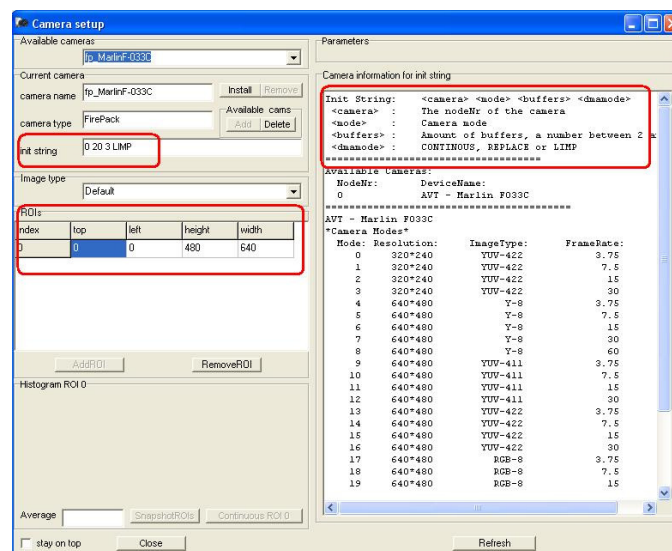 Camera setup
Available cameras
fp_MarlinF-033C
Current camera
camera name fp_MarlinF-033C Install Remove
camera type FirePack Available cams Add Delete
init string 0 20 3 LIMP
Image type
Default
ROIs
index top left height width
0 0 0 480 640
AddROI RemoveROI
Histogram ROI 0
Average SnapshotROIs Continuous ROI 0
stay on top Close
Parameters
Camera information for init string
Init String: <camera> <mode> <buffers> <dmamode>
<camera> : The nodeNr of the camera
<mode> : Camera mode
<buffers> : Amount of buffers, a number between 2
<dmamode> : CONTINOUS, REPLACE or LIMP
=====================================
Available Cameras:
NodeNr: DeviceName:
0 AVT - Marlin F033C
==========================================
AVT - Marlin F033C
*Camera Modes*
Mode: Resolution: ImageType: FrameRate:
0 320*240 YUV-422 3.75
1 320*240 YUV-422 7.5
2 320*240 YUV-422 15
3 320*240 YUV-422 30
4 640*480 Y-8 3.75
5 640*480 Y-8 7.5
6 640*480 Y-8 15
7 640*480 Y-8 30
8 640*480 Y-8 60
9 640*480 YUV-411 3.75
10 640*480 YUV-411 7.5
11 640*480 YUV-411 15
12 640*480 YUV-411 30
13 640*480 YUV-422 3.75
14 640*480 YUV-422 7.5
15 640*480 YUV-422 15
16 640*480 YUV-422 30
17 640*480 RGB-8 3.75
18 640*480 RGB-8 7.5
19 640*480 RGB-8 15
Refresh